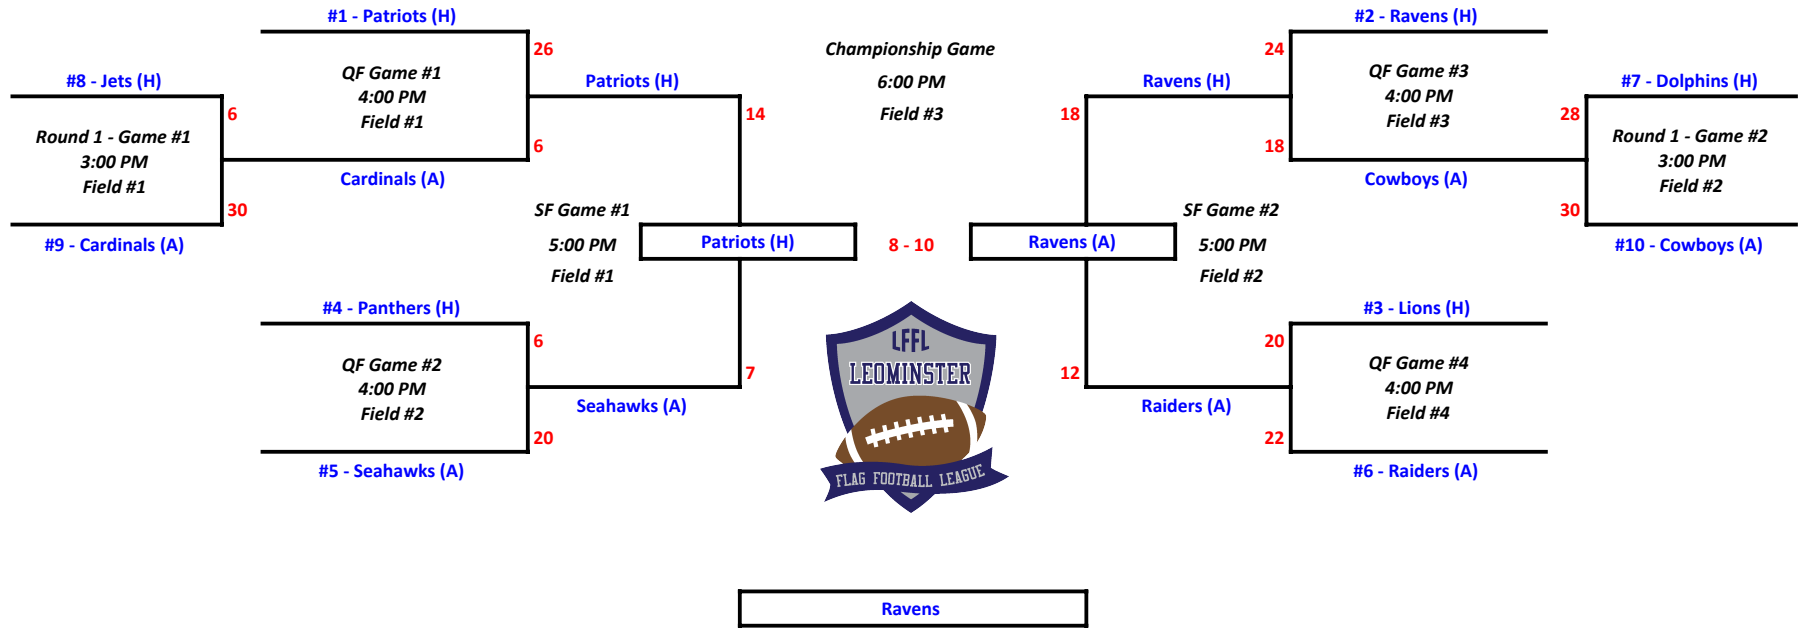 #1 - Patriots (H)
26
QF Game #1
4:00 PM
Field #1
6
Cardinals (A)
#8 - Jets (H)
6
Round 1 - Game #1
3:00 PM
Field #1
30
#9 - Cardinals (A)
Patriots (H)
14
SF Game #1
5:00 PM
Field #1
Patriots (H)
#4 - Panthers (H)
6
QF Game #2
4:00 PM
Field #2
20
#5 - Seahawks (A)
7
Seahawks (A)
Championship Game
6:00 PM
Field #3
8 - 10
LFFL
LEOMINSTER
FLAG FOOTBALL LEAGUE
#2 - Ravens (H)
24
QF Game #3
4:00 PM
Field #3
18
Cowboys (A)
#7 - Dolphins (H)
28
Round 1 - Game #2
3:00 PM
Field #2
30
#10 - Cowboys (A)
Ravens (H)
18
SF Game #2
5:00 PM
Field #2
Ravens (A)
#3 - Lions (H)
20
QF Game #4
4:00 PM
Field #4
22
#6 - Raiders (A)
12
Raiders (A)
Ravens